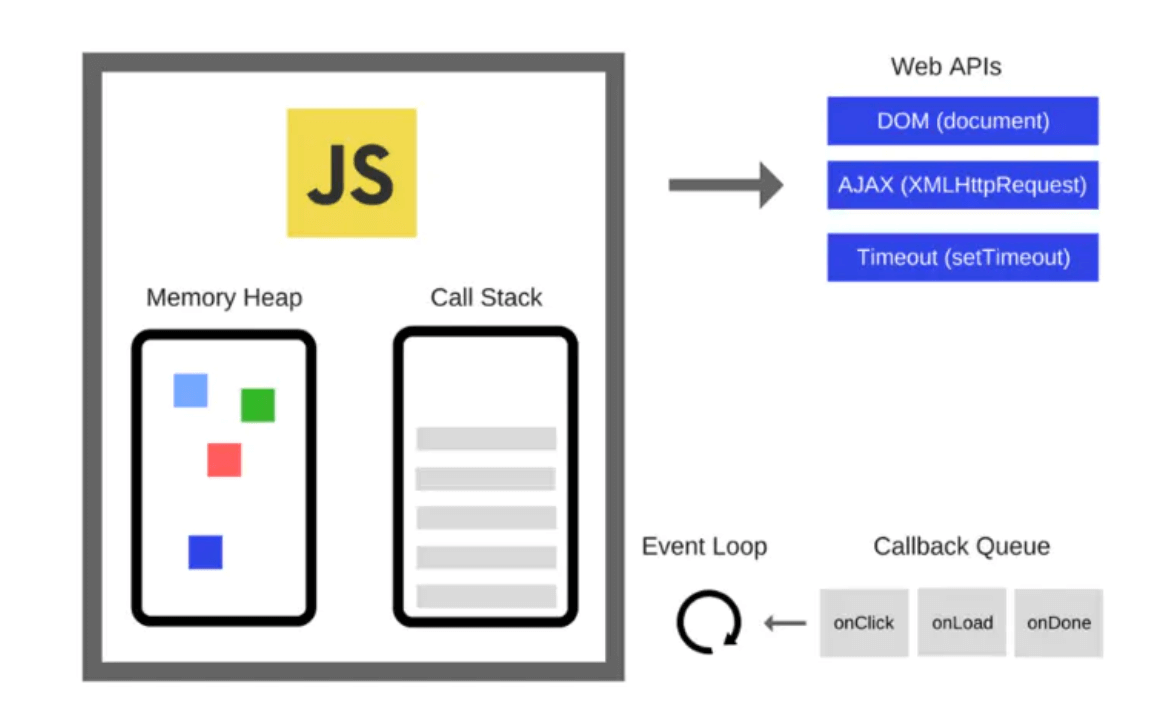 JS
Memory Heap
Call Stack
Web APIs
DOM (document)
AJAX (XMLHttpRequest)
Timeout (setTimeout)
Event Loop
Callback Queue
onClick
onLoad
onDone